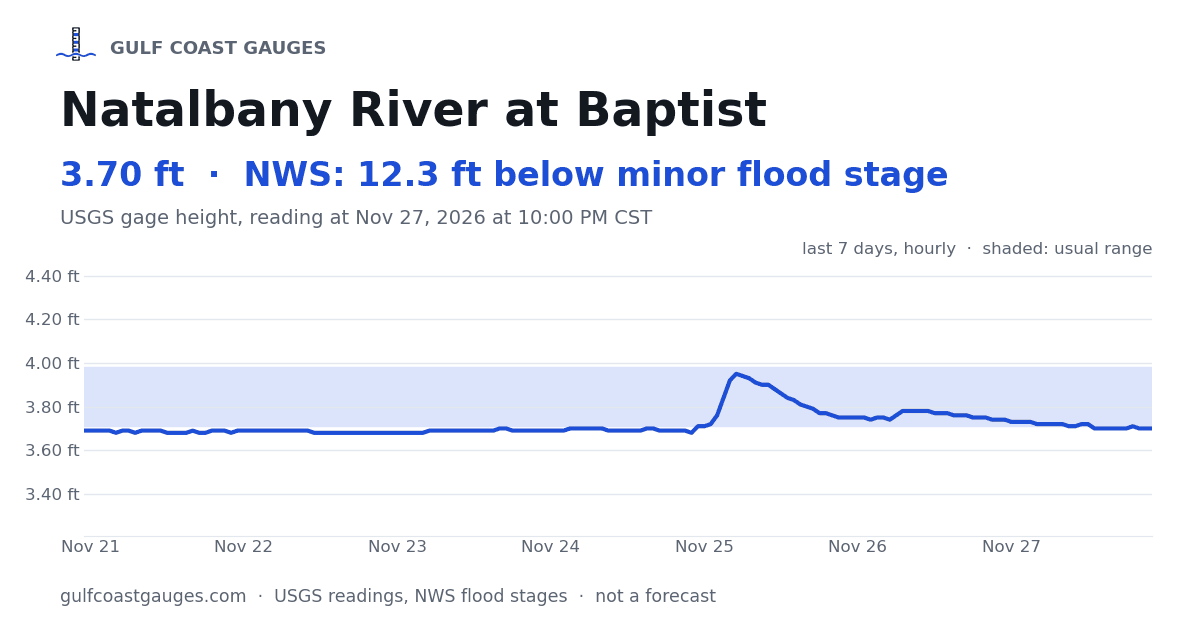 GULF COAST GAUGES
Natalbany River at Baptist
3.70 ft · NWS: 12.3 ft below minor flood stage
USGS gage height, reading at Nov 27, 2026 at 10:00 PM CST
last 7 days, hourly · shaded: usual range
4.40 ft
4.20 ft
4.00 ft
3.80 ft
3.60 ft
3.40 ft
Nov 21 Nov 22 Nov 23 Nov 24 Nov 25 Nov 26 Nov 27
gulfcoastgauges.com · USGS readings, NWS flood stages · not a forecast